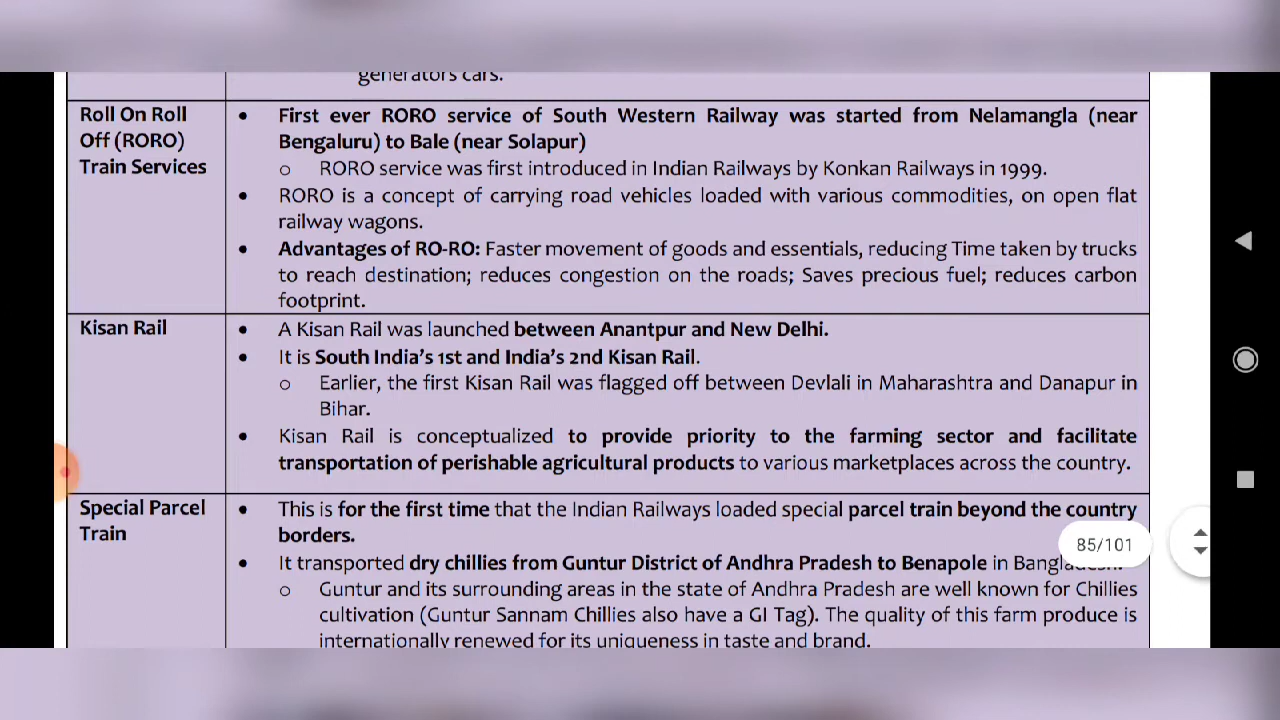 generators cars.
Roll On Roll
Off (RORO)
Train Services
• First ever RORO service of South Western Railway was started from Nelamangla (near
Bengaluru) to Bale (near Solapur)
o RORO service was first introduced in Indian Railways by Konkan Railways in 1999.
• RORO is a concept of carrying road vehicles loaded with various commodities, on open flat
railway wagons.
• Advantages of RO-RO: Faster movement of goods and essentials, reducing Time taken by trucks
to reach destination; reduces congestion on the roads; Saves precious fuel; reduces carbon
footprint.
Kisan Rail
• A Kisan Rail was launched between Anantpur and New Delhi.
• It is South India's 1st and India's 2nd Kisan Rail.
o Earlier, the first Kisan Rail was flagged off between Devlali in Maharashtra and Danapur in
Bihar.
• Kisan Rail is conceptualized to provide priority to the farming sector and facilitate
transportation of perishable agricultural products to various marketplaces across the country.
Special Parcel
Train
• This is for the first time that the Indian Railways loaded special parcel train beyond the country
borders.
85/101
• It transported dry chillies from Guntur District of Andhra Pradesh to Benapole in Bangladesh.
o Guntur and its surrounding areas in the state of Andhra Pradesh are well known for Chillies
cultivation (Guntur Sannam Chillies also have a GI Tag). The quality of this farm produce is
internationally renewed for its uniqueness in taste and brand.